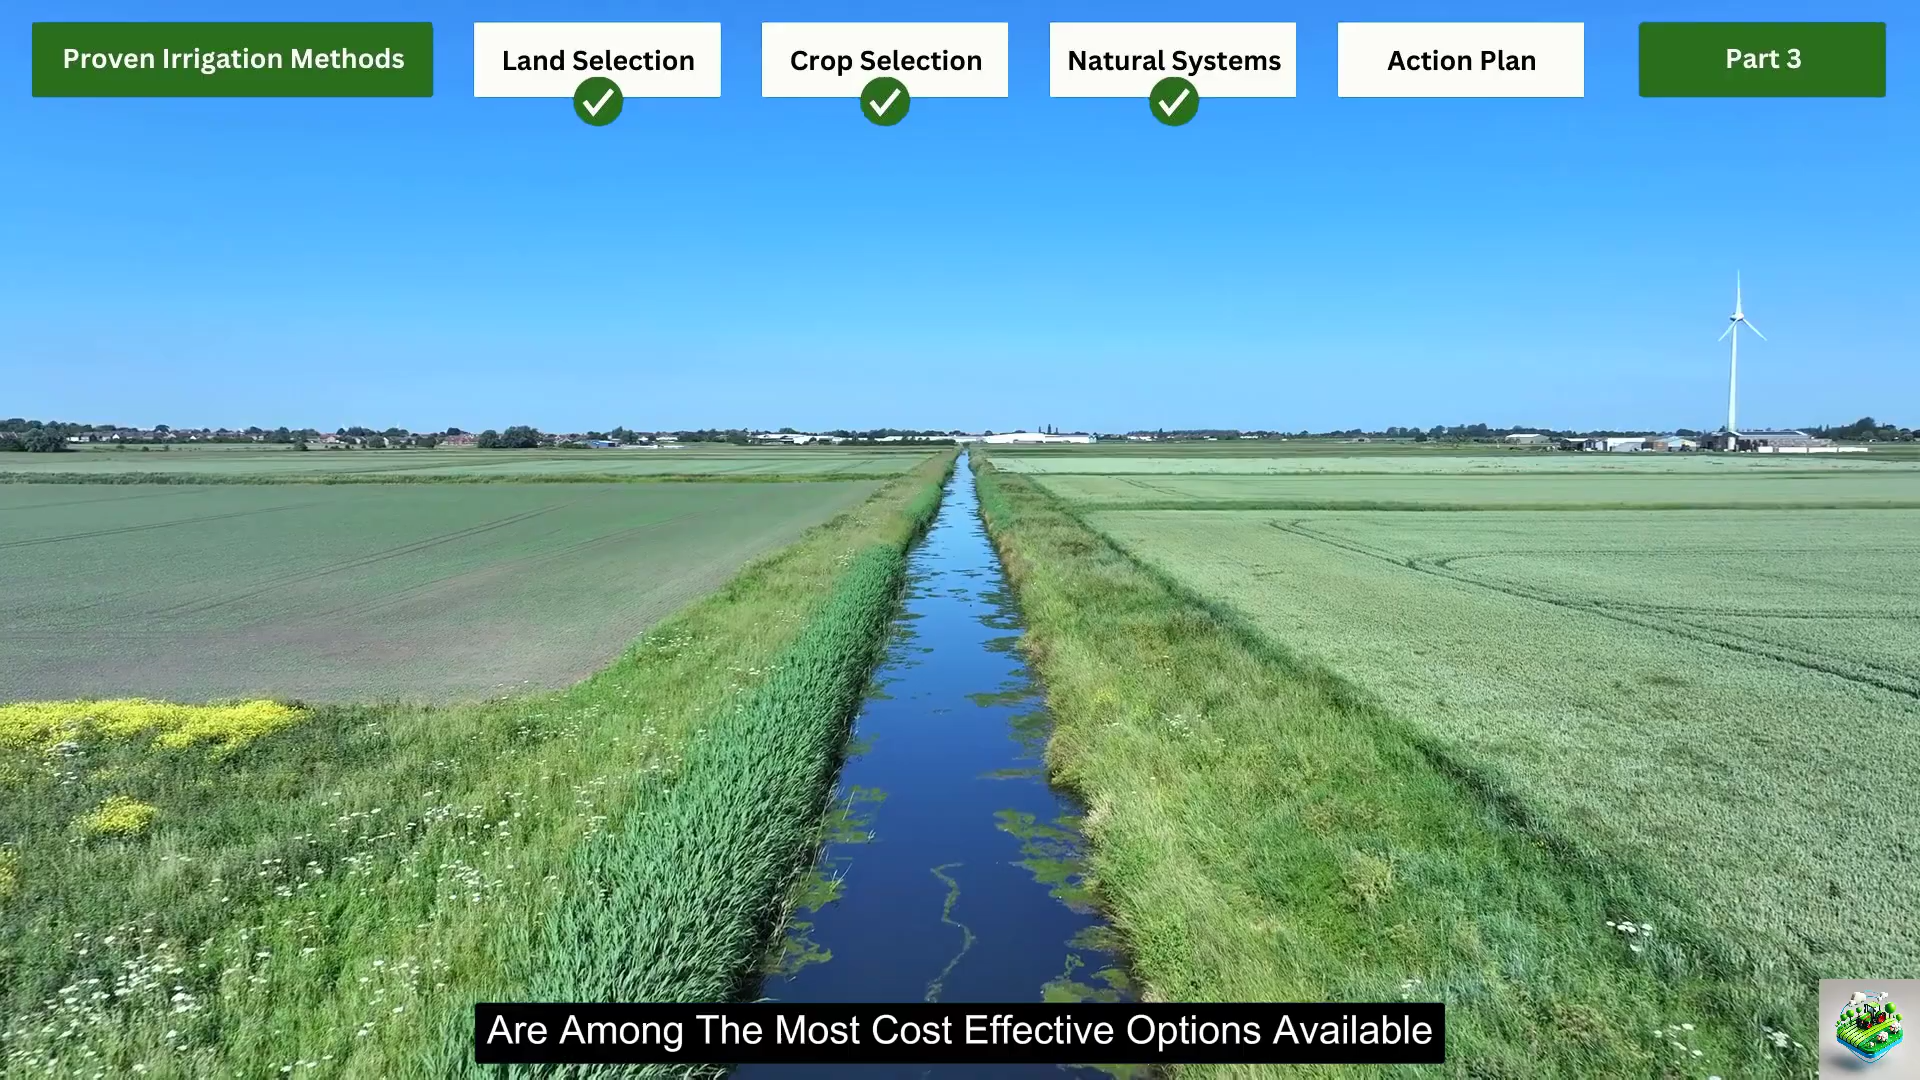 Proven Irrigation Methods
Land Selection
Crop Selection
Natural Systems
Action Plan
Part 3
Are Among The Most Cost Effective Options Available